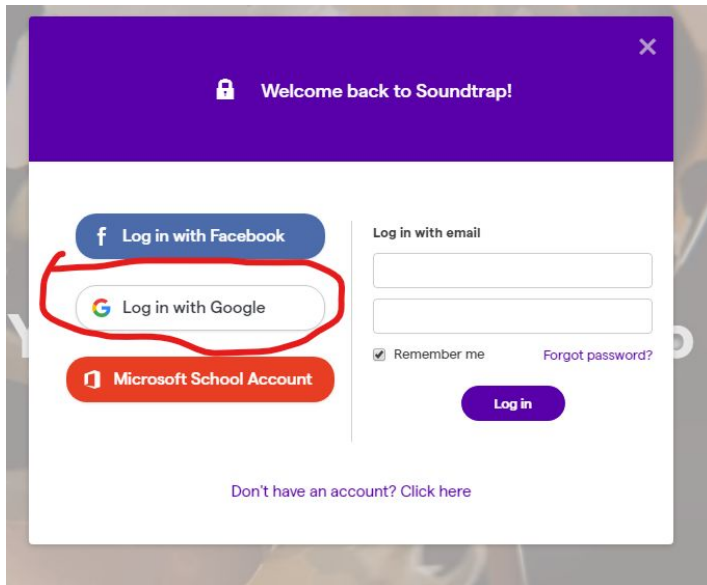 Welcome back to Soundtrap!
Log in with Facebook
Log in with Google
Microsoft School Account
Log in with email
Remember me
Forgot password?
Log in
Don't have an account? Click here